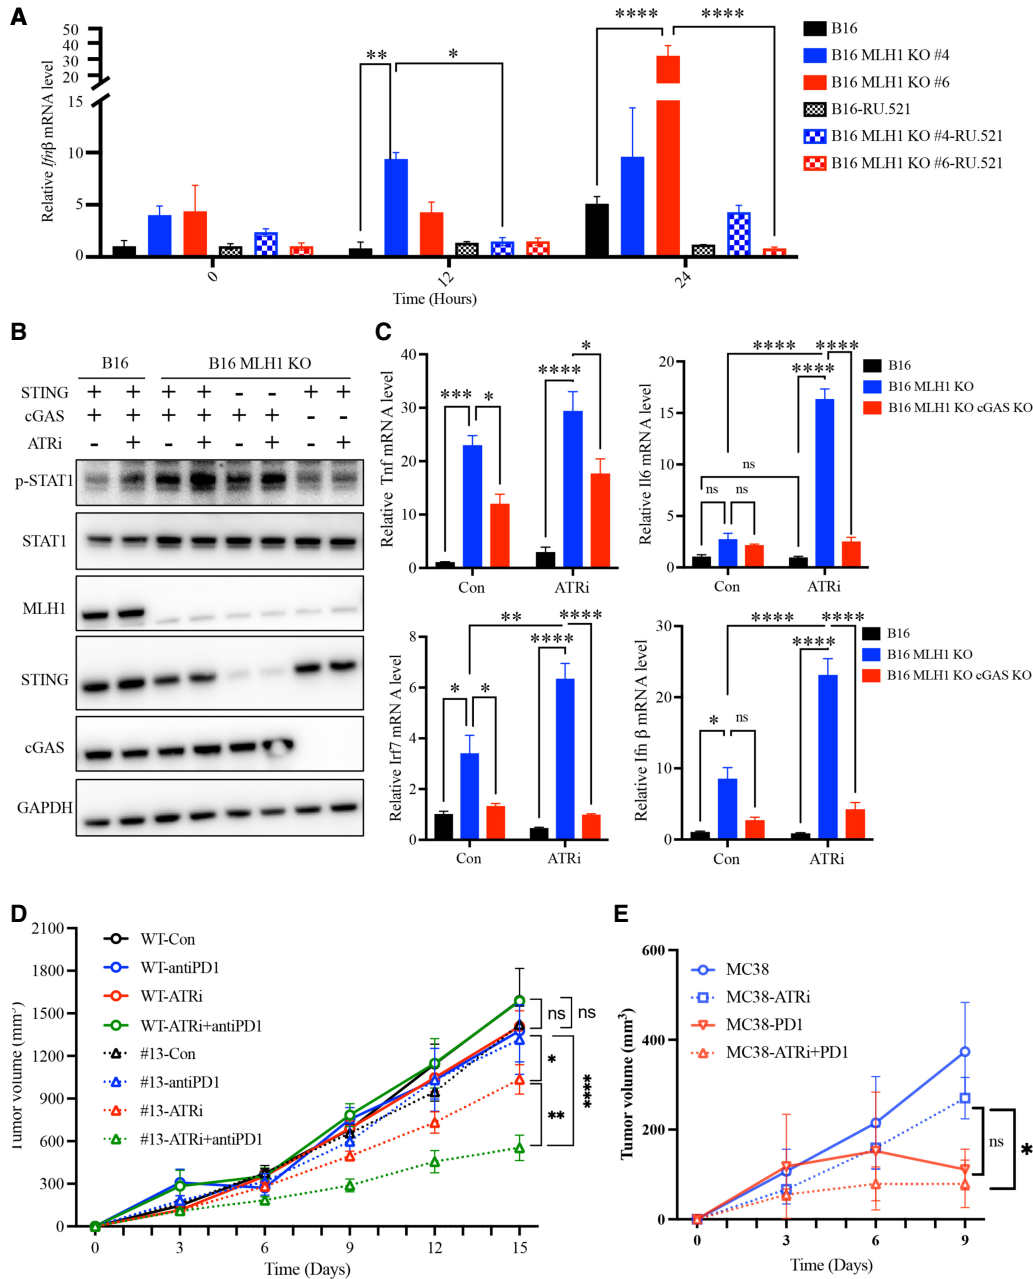 A
Relative Ifnβ mRNA level
50
40
30
20
15
10
5
0
** * **** ****
0 12 24
Time (Hours)
B16
B16 MLH1 KO #4
B16 MLH1 KO #6
B16-RU.521
B16 MLH1 KO #4-RU.521
B16 MLH1 KO #6-RU.521
B
B16 B16 MLH1 KO
STING + + + + - - + +
cGAS + + + + + + - -
ATRi - + - + - + - +
p-STAT1
STAT1
MLH1
STING
cGAS
GAPDH
C
Relative Tnf mRNA level
40
30
20
10
0
*** * **** *
Con ATRi
Relative Il6 mRNA level
20
15
10
5
0
ns ns ns **** **** ****
Con ATRi
B16
B16 MLH1 KO
B16 MLH1 KO cGAS KO
Relative Irf7 mRN A level
8
6
4
2
0
* * ** **** ****
Con ATRi
Relative Ifn β mRNA level
30
20
10
0
* ns **** **** ****
Con ATRi
B16
B16 MLH1 KO
B16 MLH1 KO cGAS KO
D
Tumor volume (mm³)
2100
1800
1500
1200
900
600
300
0
0 3 6 9 12 15
Time (Days)
WT-Con
WT-antiPD1
WT-ATRi
WT-ATRi+antiPD1
#13-Con
#13-antiPD1
#13-ATRi
#13-ATRi+antiPD1
ns ns
*
**
****
E
Tumor volume (mm³)
600
400
200
0
0 3 6 9
Time (Days)
MC38
MC38-ATRi
MC38-PD1
MC38-ATRi+PD1
ns *